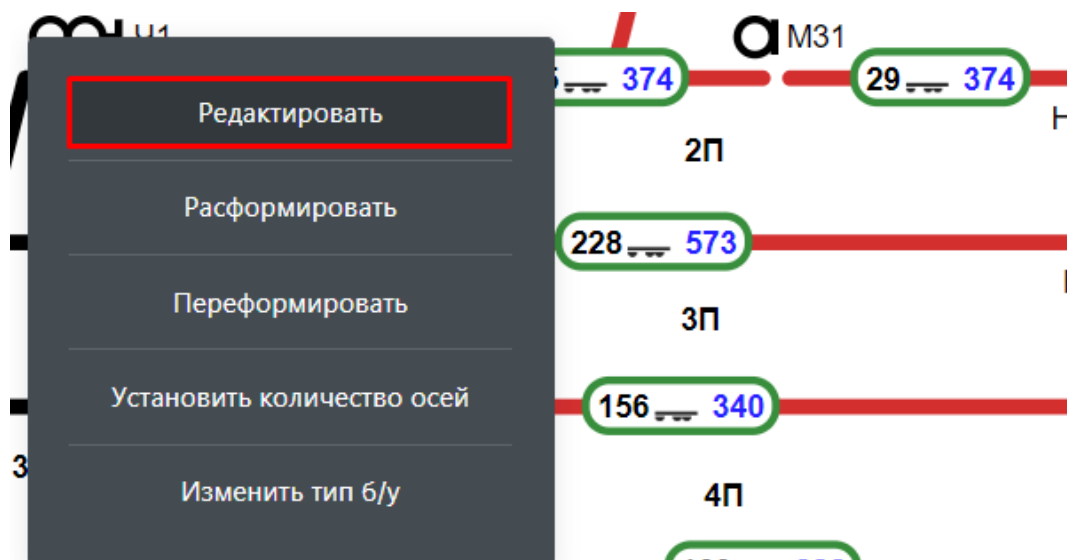 Ч1
М31
374
29 374
Редактировать
2П
Расформировать
228 573
Переформировать
3П
Установить количество осей
156 340
Изменить тип б/у
4П